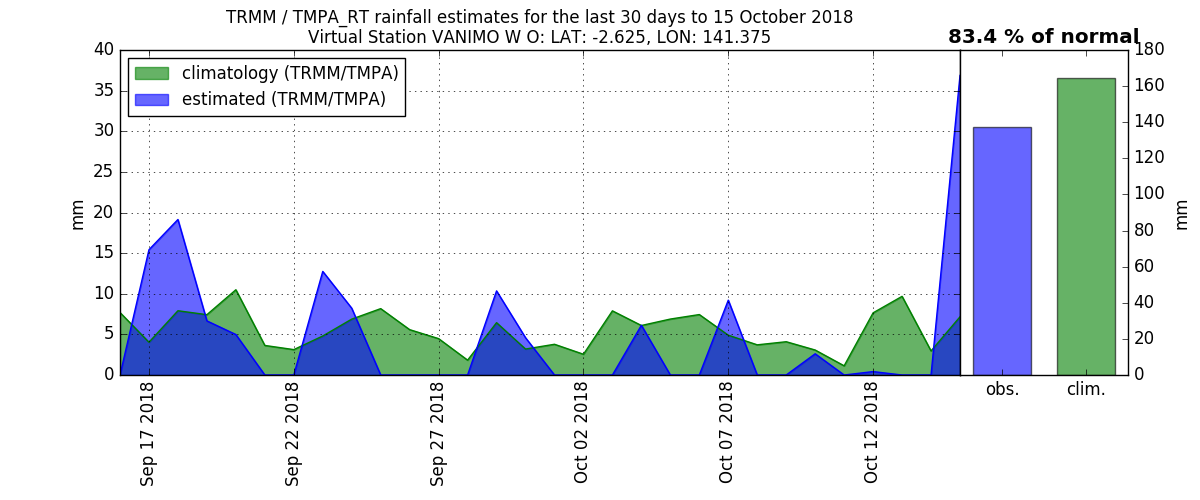 TRMM / TMPA_RT rainfall estimates for the last 30 days to 15 October 2018
Virtual Station VANIMO W O: LAT: -2.625, LON: 141.375
83.4 % of normal
climatology (TRMM/TMPA)
estimated (TRMM/TMPA)
40
35
30
25
20
15
10
5
0
mm
Sep 17 2018
Sep 22 2018
Sep 27 2018
Oct 02 2018
Oct 07 2018
Oct 12 2018
obs.
clim.
180
160
140
120
100
80
60
40
20
0
mm